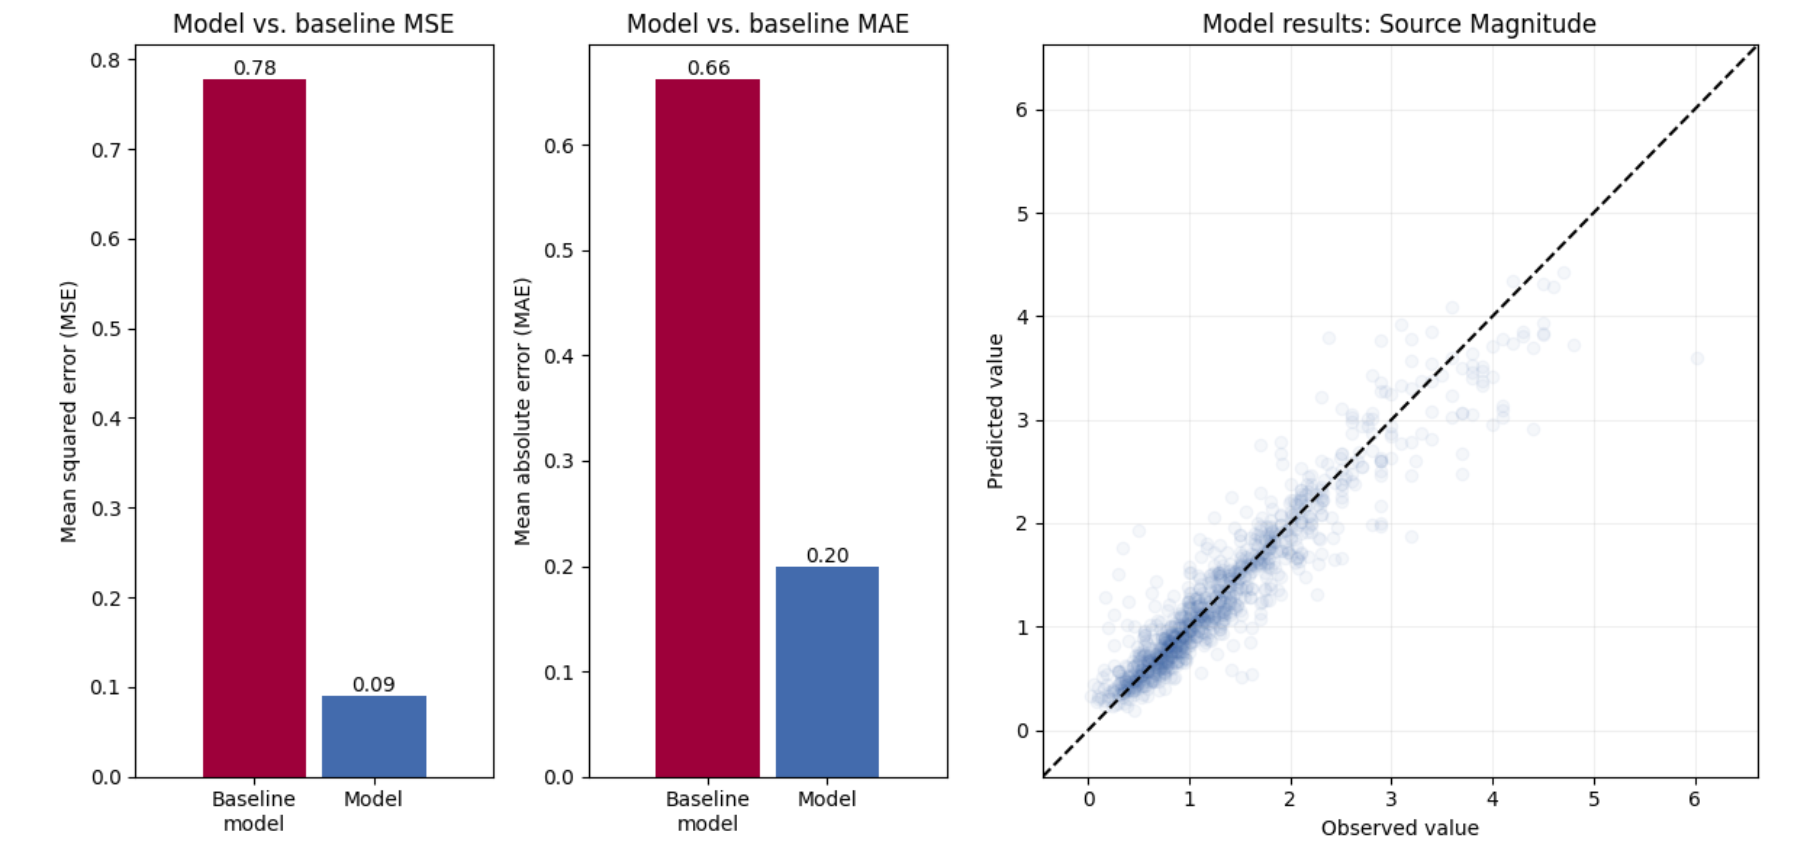 Model vs. baseline MSE
Mean squared error (MSE)
0.8
0.7
0.6
0.5
0.4
0.3
0.2
0.1
0.0
0.78
0.09
Baseline
model
Model
Model vs. baseline MAE
Mean absolute error (MAE)
0.6
0.5
0.4
0.3
0.2
0.1
0.0
0.66
0.20
Baseline
model
Model
Model results: Source Magnitude
Predicted value
6
5
4
3
2
1
0
0 1 2 3 4 5 6
Observed value